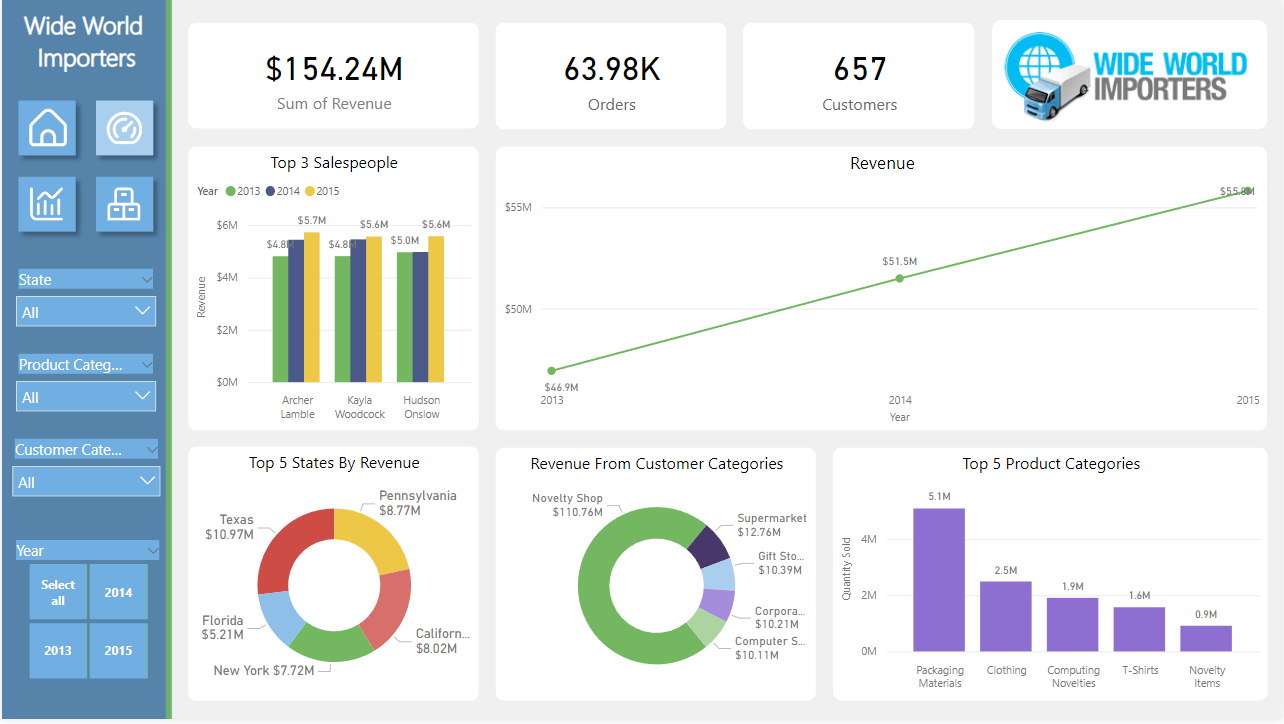 Wide World
Importers
State
All
Product Categ...
All
Customer Cate...
All
Year
Select
all
2014
2013
2015
$154.24M
Sum of Revenue
63.98K
Orders
657
Customers
WIDE WORLD
IMPORTERS
Top 3 Salespeople
Year 2013 2014 2015
Revenue
$6M
$4M
$2M
$0M
$4.8M
$5.7M
$4.8M
$5.6M
$5.0M
$5.6M
Archer
Lamble
Kayla
Woodcock
Hudson
Onslow
Revenue
$55M
$50M
$46.9M
$51.5M
$55.8M
2013
2014
2015
Year
Top 5 States By Revenue
Pennsylvania
$8.77M
Californ...
$8.02M
New York $7.72M
Florida
$5.21M
Texas
$10.97M
Revenue From Customer Categories
Novelty Shop
$110.76M
Supermarket
$12.76M
Gift Sto...
$10.39M
Corpora...
$10.21M
Computer S...
$10.11M
Top 5 Product Categories
Quantity Sold
4M
2M
0M
5.1M
2.5M
1.9M
1.6M
0.9M
Packaging
Materials
Clothing
Computing
Novelties
T-Shirts
Novelty
Items